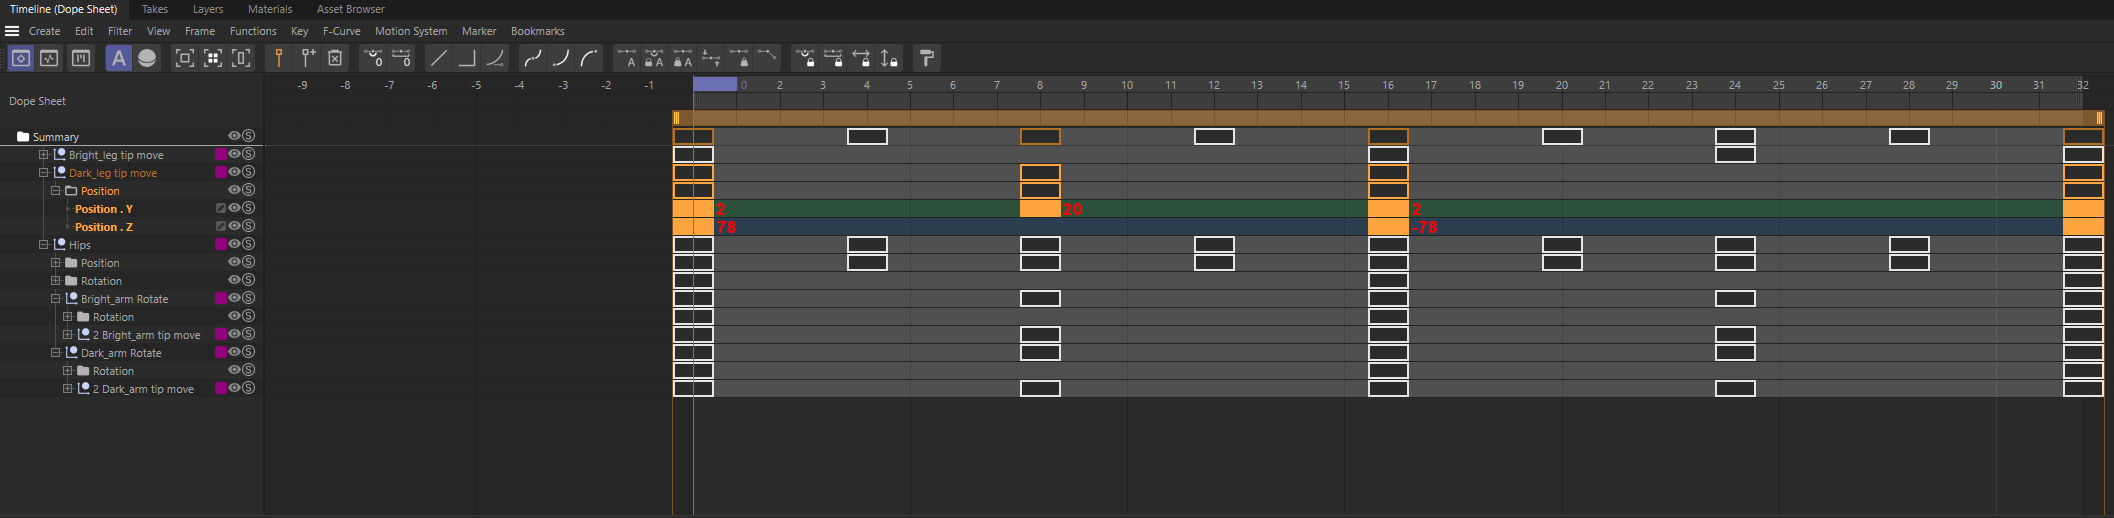 Timeline (Dope Sheet) Takes Layers Materials Asset Browser
Create Edit Filter View Frame Functions Key F-Curve Motion System Marker Bookmarks
A 0 0 A A A
-9 -8 -7 -6 -5 -4 -3 -2 -1 0 2 3 4 5 6 7 8 9 10 11 12 13 14 15 16 17 18 19 20 21 22 23 24 25 26 27 28 29 30 31 32
Dope Sheet
Summary S
Bright_leg tip move S
Dark_leg tip move S
Position S
Position . Y S 2 20 2
Position . Z S 78 -78
Hips S
Position S
Rotation S
Bright_arm Rotate S
Rotation S
2 Bright_arm tip move S
Dark_arm Rotate S
Rotation S
2 Dark_arm tip move S